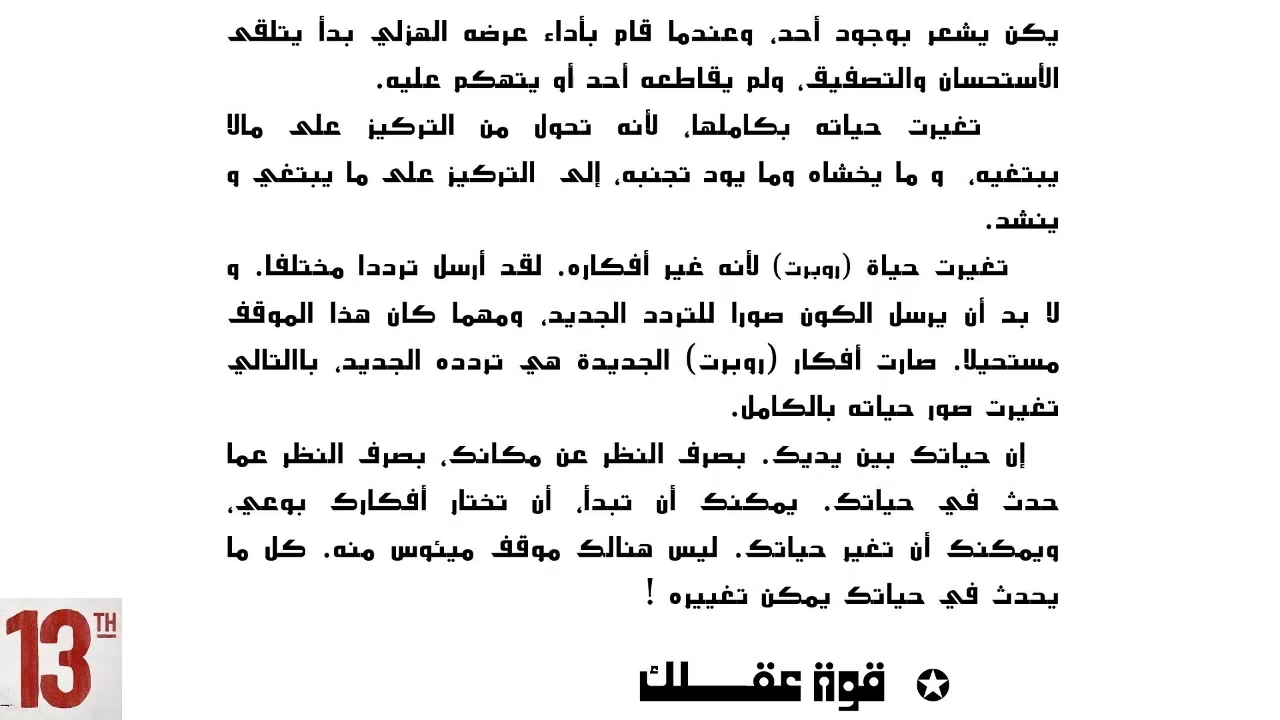 يكن يشعر بوجود أحد، وعندما قام بأداء عرضه الهزلي بدأ يتلقى
الأستحسان والتصفيق، ولم يقاطعه أحد أو يتهكم عليه.
تغيرت حياته بكاملها، لأنه تحول من التركيز على مالا
يبتغيه، و ما يخشاه وما يود تجنبه، إلى التركيز على ما يبتغي و
ينشد.
تغيرت حياة (روبرت) لأنه غير أفكاره. لقد أرسل ترددا مختلفا. و
لا بد أن يرسل الكون صورا للتردد الجديد، ومهما كان هذا الموقف
مستحيلا. صارت أفكار (روبرت) الجديدة هي تردده الجديد، باالتالي
تغيرت صور حياته بالكامل.
إن حياتك بين يديك. بصرف النظر عن مكانك، بصرف النظر عما
حدث في حياتك. يمكنك أن تبدأ، أن تختار أفكارك بوعي،
ويمكنك أن تغير حياتك. ليس هنالك موقف ميئوس منه. كل ما
يحدث في حياتك يمكن تغييره !
13TH
قوة عقـــلك